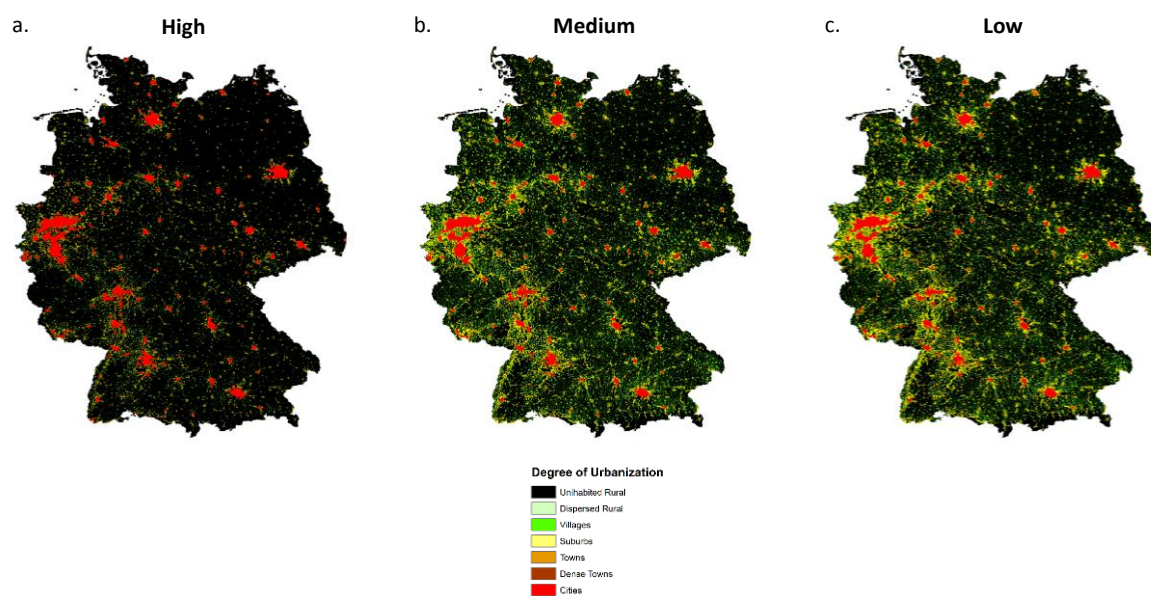 a. High
b. Medium
c. Low
Degree of Urbanization
Unihabited Rural
Dispersed Rural
Villages
Suburbs
Towns
Dense Towns
Cities